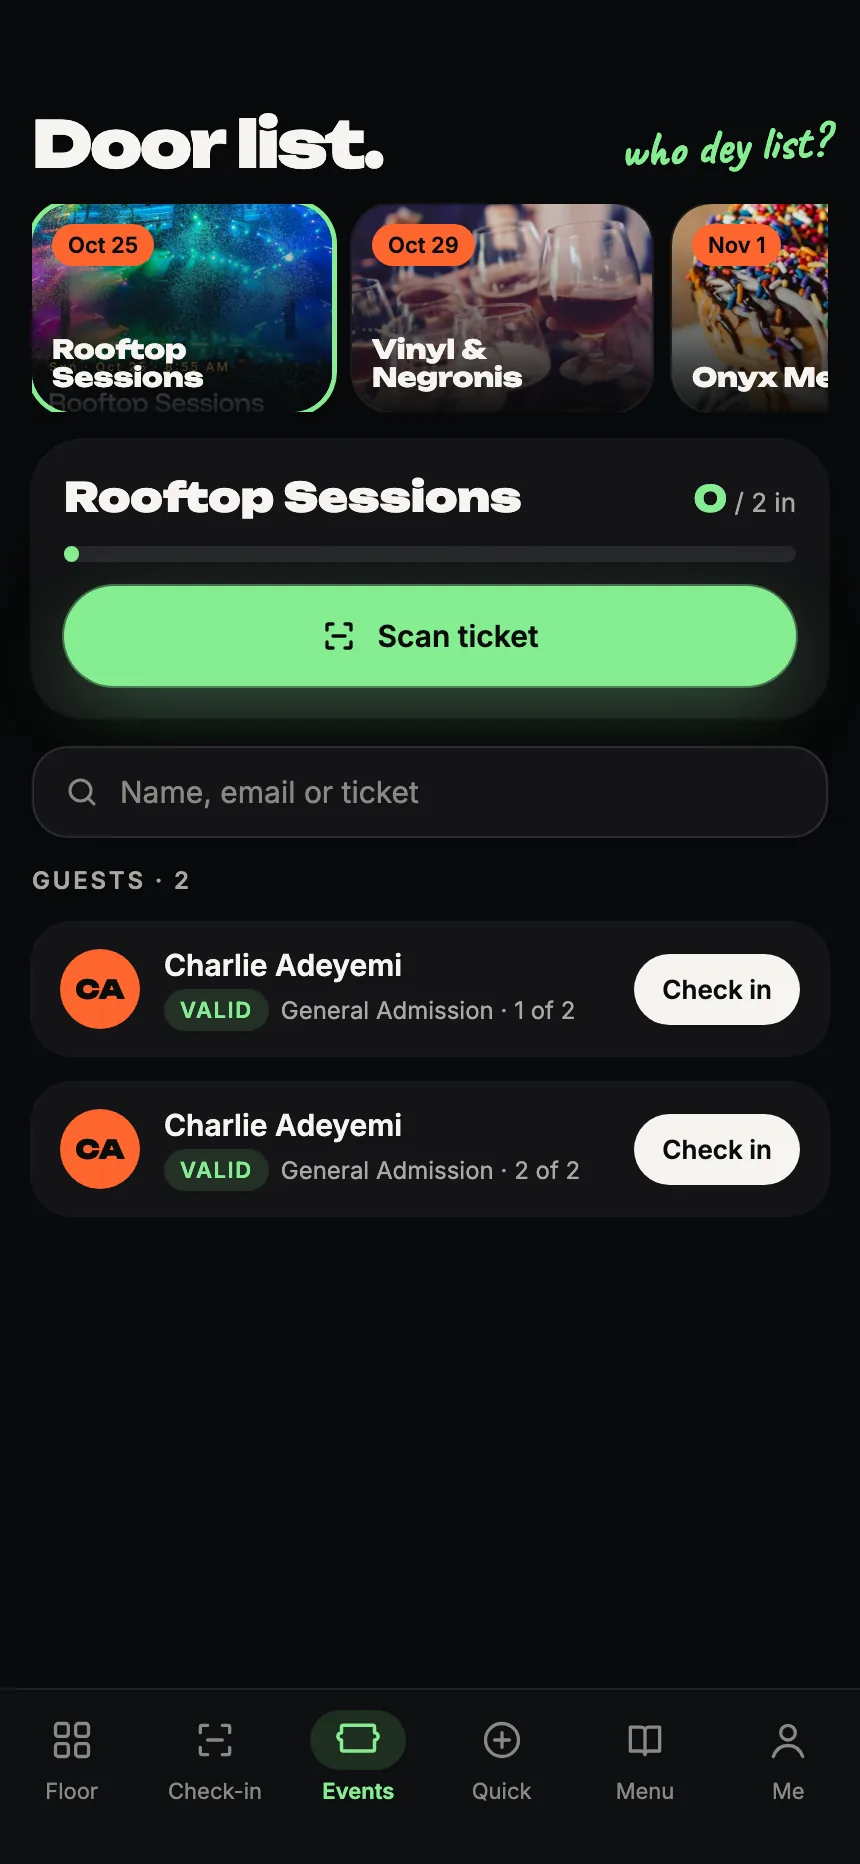 Door list.
who dey list?
Oct 25
Rooftop
Sessions
Rooftop Sessions
Oct 29
Vinyl &
Negronis
Nov 1
Onyx Me
Rooftop Sessions
0 / 2 in
Scan ticket
Name, email or ticket
GUESTS · 2
CA
Charlie Adeyemi
VALID
General Admission · 1 of 2
Check in
CA
Charlie Adeyemi
VALID
General Admission · 2 of 2
Check in
Floor
Check-in
Events
Quick
Menu
Me